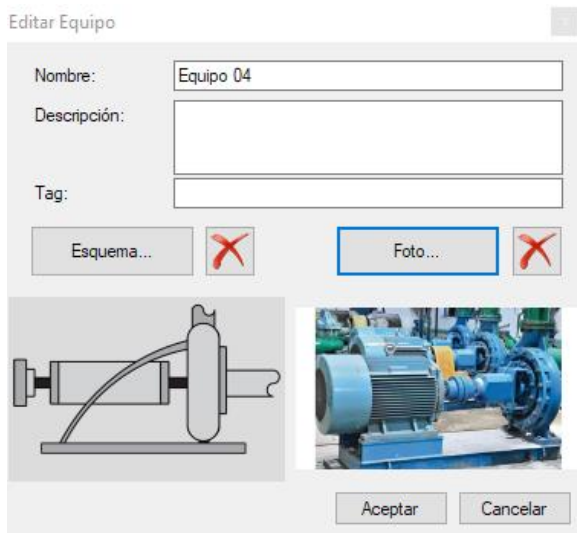 Editar Equipo
Nombre: Equipo 04
Descripción:
Tag:
Esquema... Foto...
Aceptar Cancelar